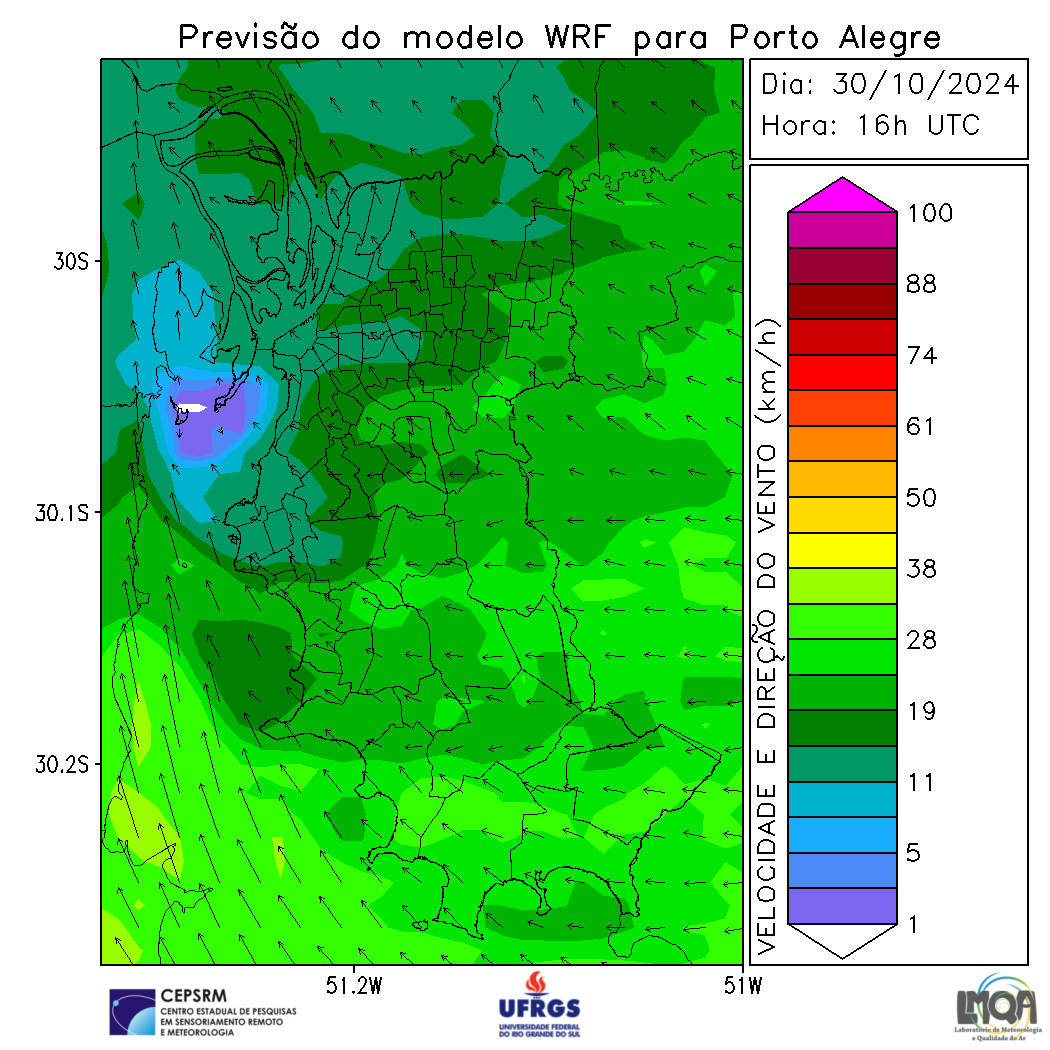 Previsão do modelo WRF para Porto Alegre
Dia: 30/10/2024
Hora: 16h UTC
30S
30.1S
30.2S
51.2W
51W
VELOCIDADE E DIREÇÃO DO VENTO (km/h)
100
88
74
61
50
38
28
19
11
5
1
CEPSRM
CENTRO ESTADUAL DE PESQUISAS
EM SENSORIAMENTO REMOTO
E METEOROLOGIA
UFRGS
UNIVERSIDADE FEDERAL
DO RIO GRANDE DO SUL
LMQA
Laboratório de Meteorologia
e Qualidade do Ar